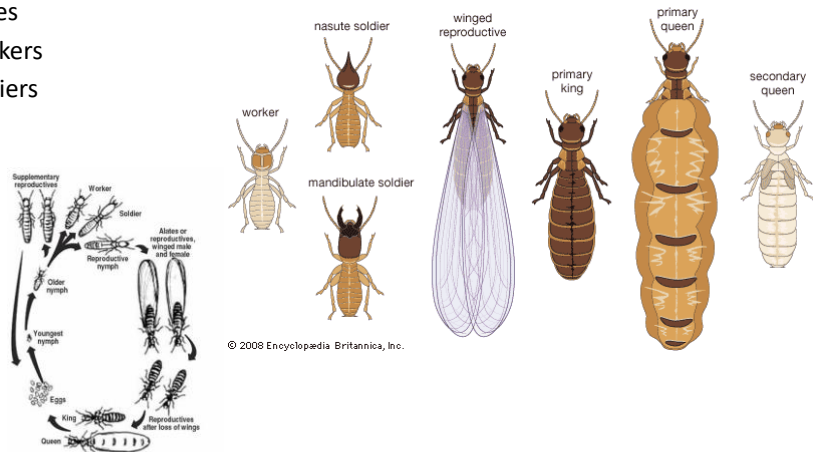 es
kers
iers
nasute soldier
winged
reproductive
primary
queen
primary
king
secondary
queen
worker
mandibulate soldier
© 2008 Encyclopædia Britannica, Inc.
Supplementary
reproductives
Worker
Soldier
Alates or
reproductives,
winged male
and female
Reproductive
nymph
Older
nymph
Youngest
nymph
Eggs
King
Reproductives
after loss of wings
Queen